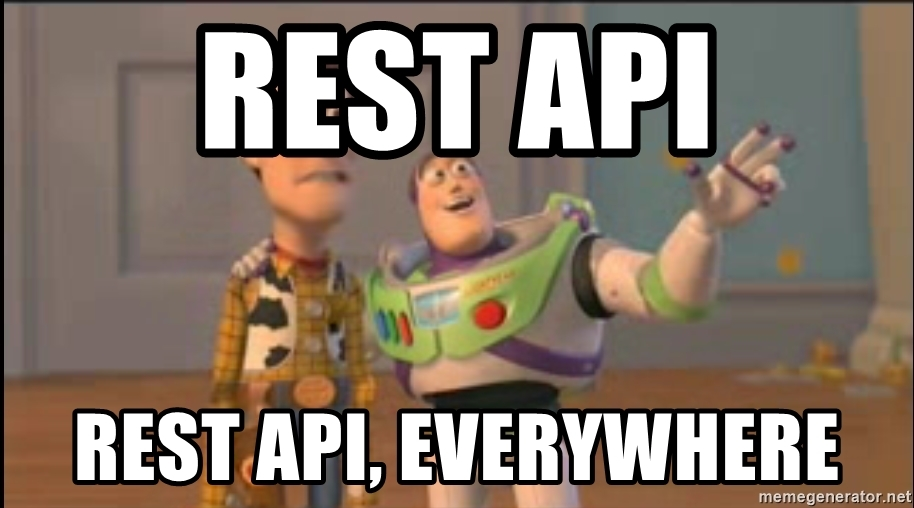 REST API
REST API, EVERYWHERE
memegenerator.net